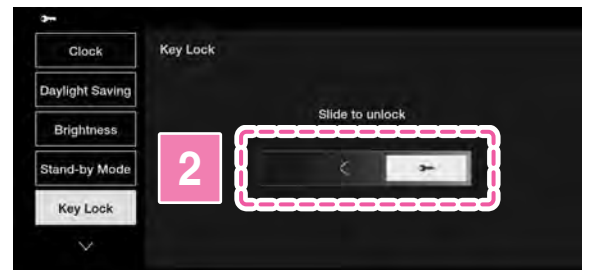 Clock
Key Lock
Daylight Saving
Slide to unlock
Brightness
2
Stand-by Mode
Key Lock